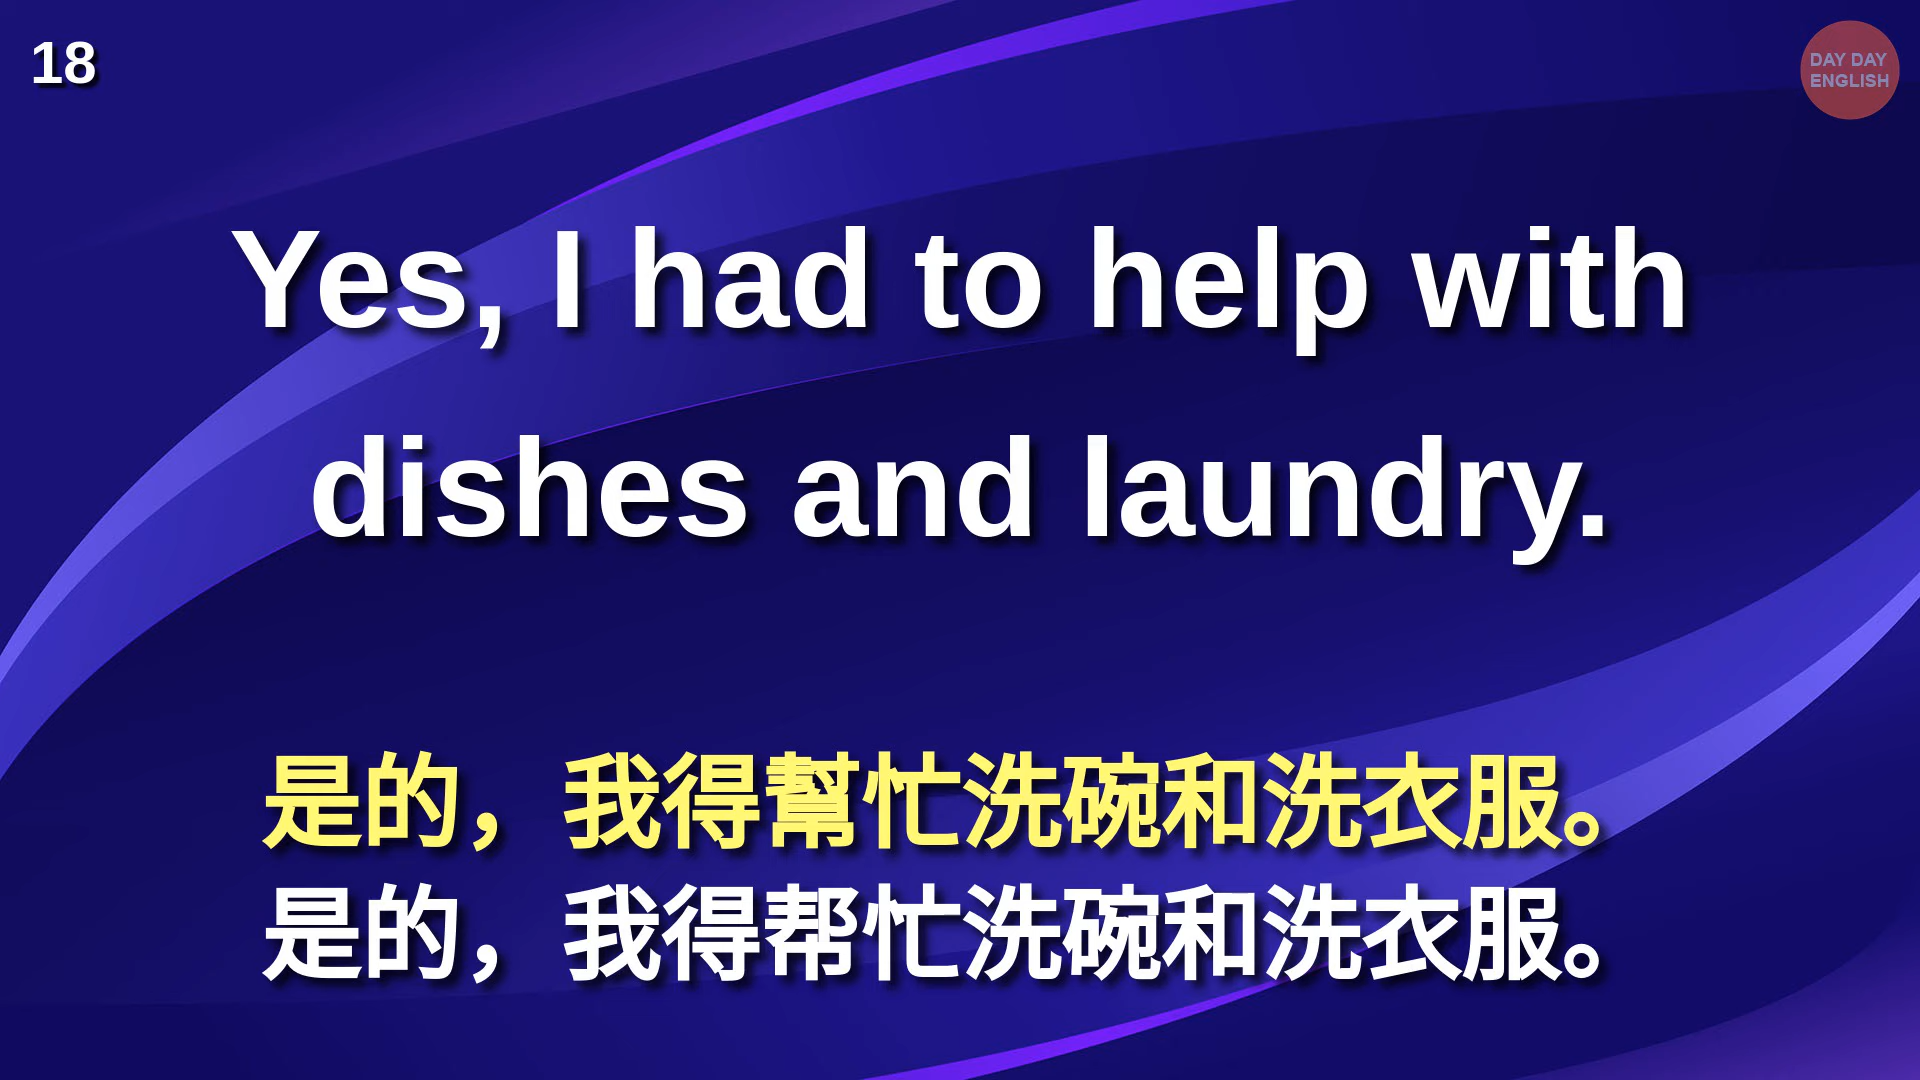 18
DAY DAY
ENGLISH
Yes, I had to help with
dishes and laundry.
是的，我得幫忙洗碗和洗衣服。
是的，我得帮忙洗碗和洗衣服。